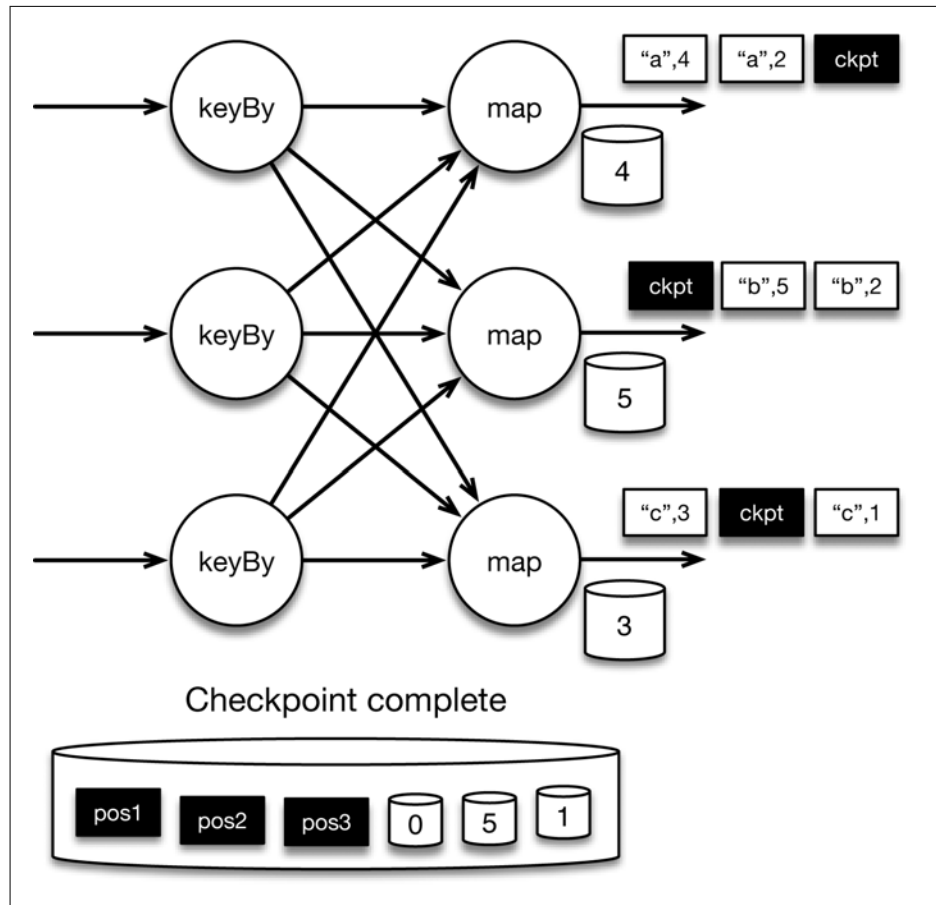 “a”,4 “a”,2 ckpt
keyBy map
4
ckpt “b”,5 “b”,2
keyBy map
5
“c”,3 ckpt “c”,1
keyBy map
3
Checkpoint complete
pos1 pos2 pos3 0 5 1